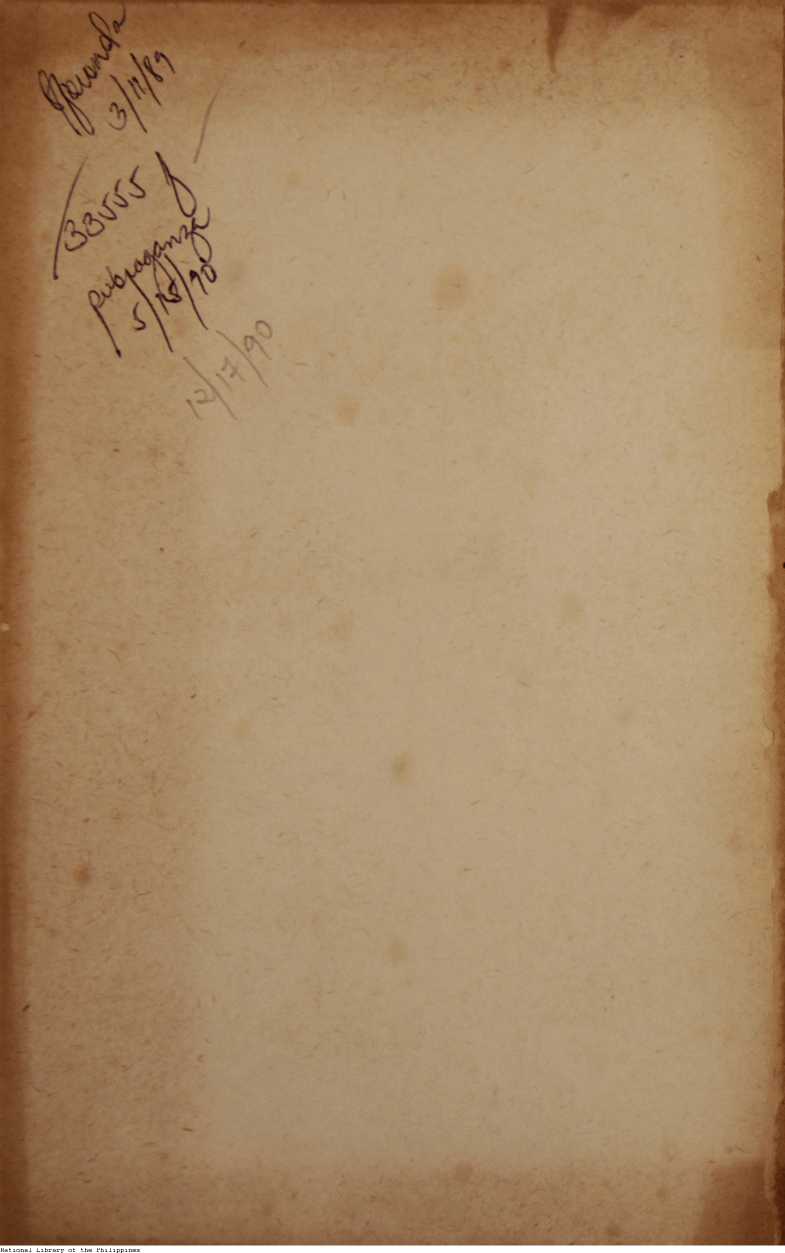 3/11/89
33555
5/18/90
12/17/90
National Library of the Philippines